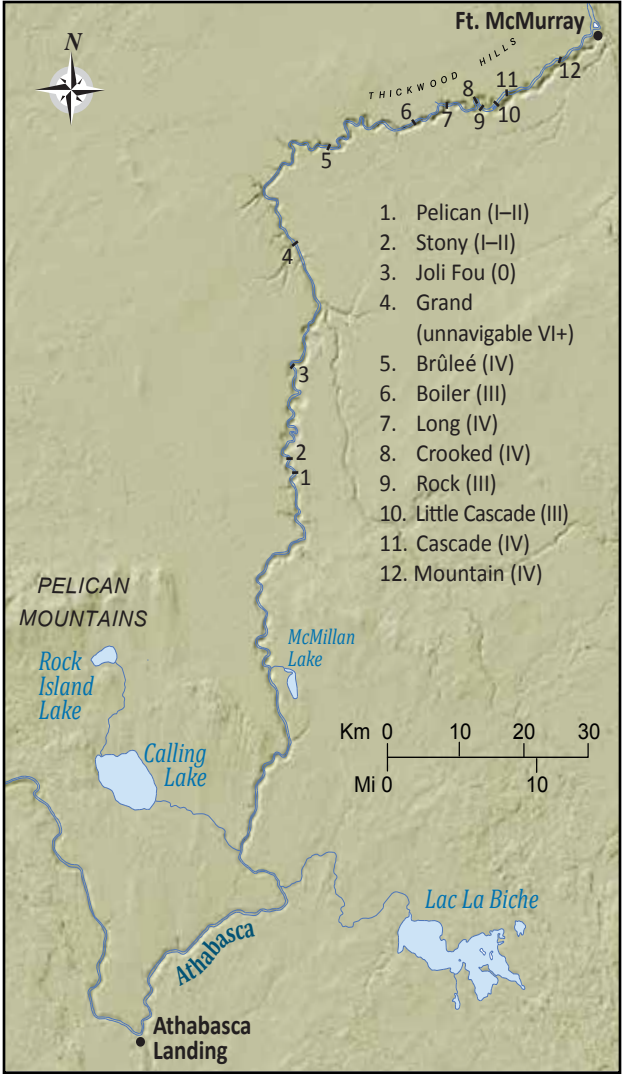 Ft. McMurray
N
THICKWOOD HILLS
12
11
8
10
9
7
6
5
4
3
2
1
1. Pelican (I–II)
2. Stony (I–II)
3. Joli Fou (0)
4. Grand
(unnavigable VI+)
5. Brûleé (IV)
6. Boiler (III)
7. Long (IV)
8. Crooked (IV)
9. Rock (III)
10. Little Cascade (III)
11. Cascade (IV)
12. Mountain (IV)
PELICAN
MOUNTAINS
McMillan
Lake
Rock
Island
Lake
Calling
Lake
Km 0 10 20 30
Mi 0 10
Lac La Biche
Athabasca
Athabasca
Landing